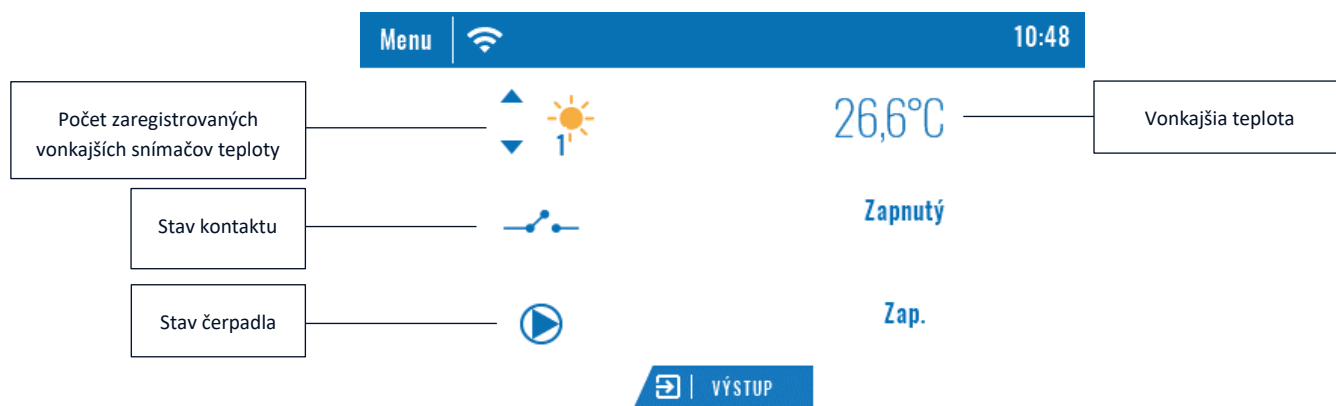 Menu
10:48
Počet zaregistrovaných
vonkajších snímačov teploty
1
26,6°C
Vonkajšia teplota
Stav kontaktu
Zapnutý
Stav čerpadla
Zap.
VÝSTUP